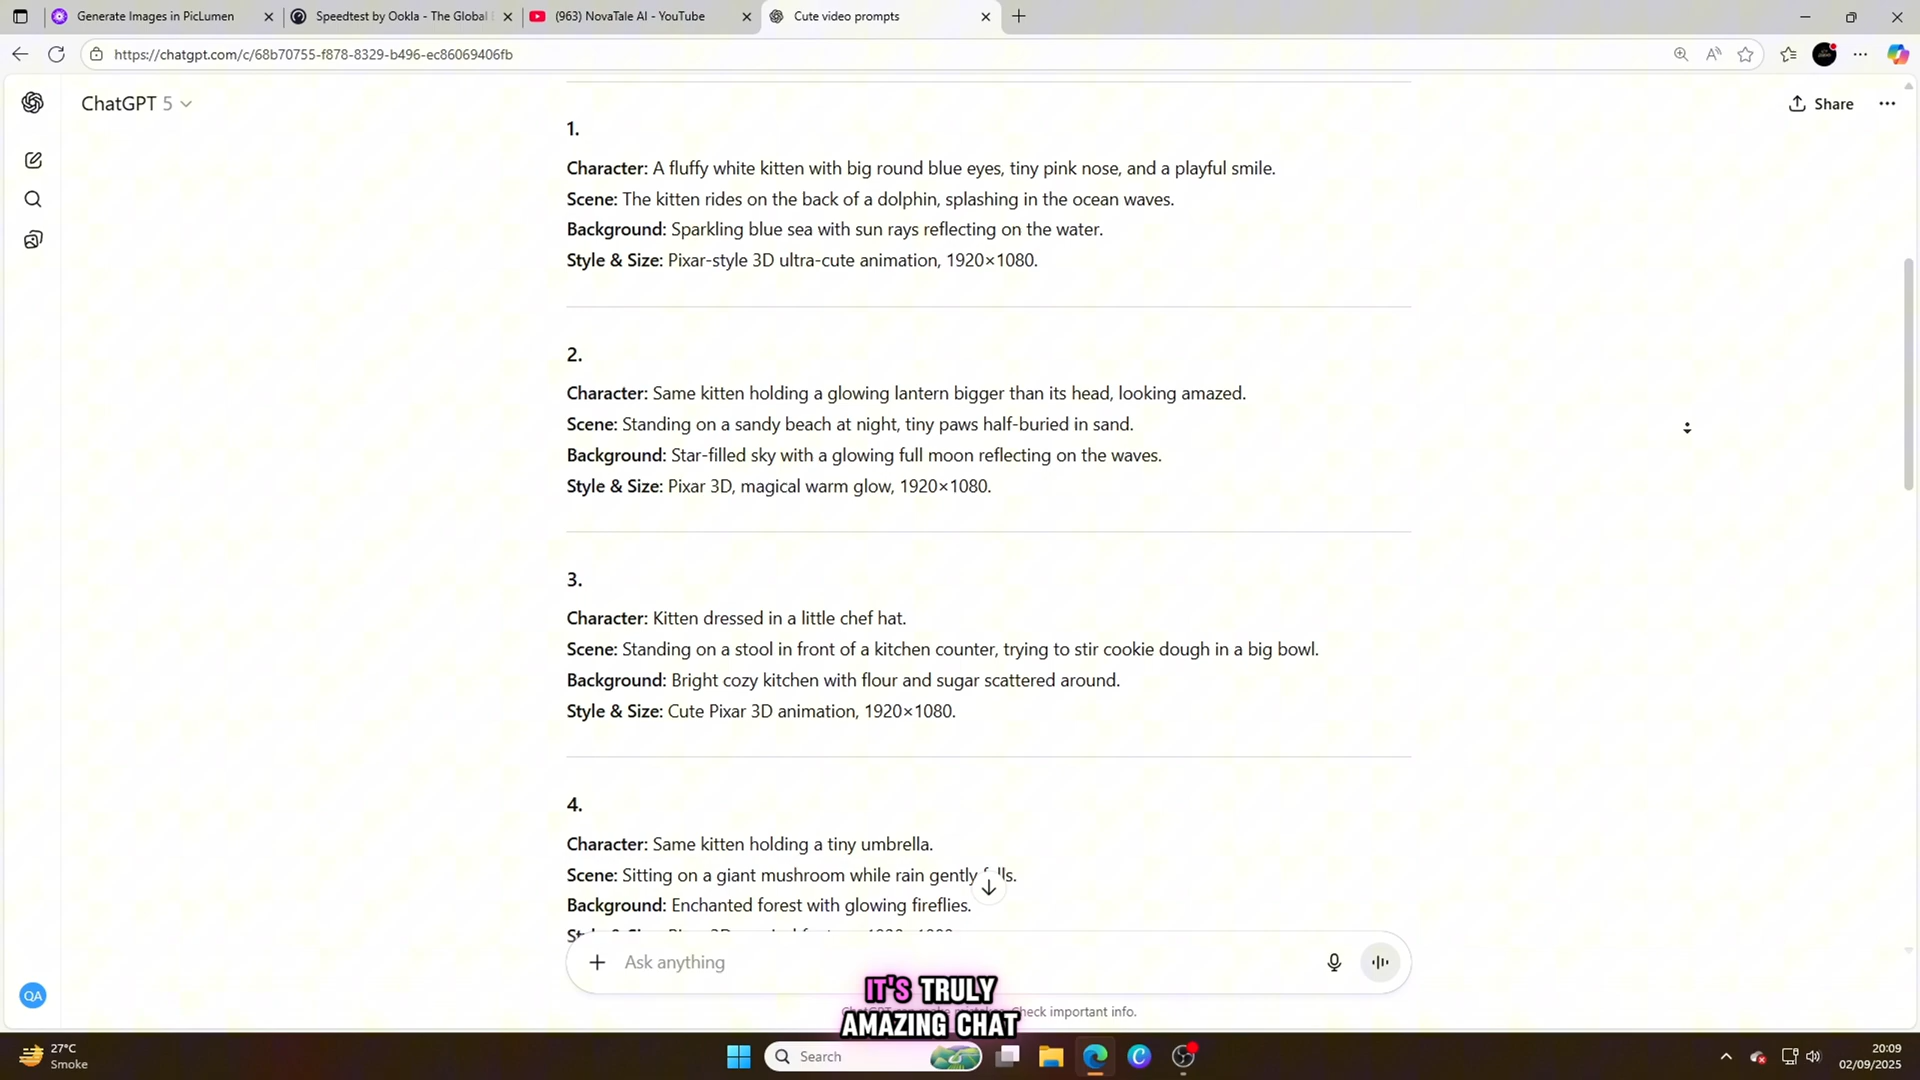 Generate Images in PicLumen
Speedtest by Ookla - The Global
(963) NovaTale AI - YouTube
Cute video prompts
https://chatgpt.com/c/68b70755-f878-8329-b496-ec86069406fb
ChatGPT 5
Share
1.
Character: A fluffy white kitten with big round blue eyes, tiny pink nose, and a playful smile.
Scene: The kitten rides on the back of a dolphin, splashing in the ocean waves.
Background: Sparkling blue sea with sun rays reflecting on the water.
Style & Size: Pixar-style 3D ultra-cute animation, 1920×1080.
2.
Character: Same kitten holding a glowing lantern bigger than its head, looking amazed.
Scene: Standing on a sandy beach at night, tiny paws half-buried in sand.
Background: Star-filled sky with a glowing full moon reflecting on the waves.
Style & Size: Pixar 3D, magical warm glow, 1920×1080.
3.
Character: Kitten dressed in a little chef hat.
Scene: Standing on a stool in front of a kitchen counter, trying to stir cookie dough in a big bowl.
Background: Bright cozy kitchen with flour and sugar scattered around.
Style & Size: Cute Pixar 3D animation, 1920×1080.
4.
Character: Same kitten holding a tiny umbrella.
Scene: Sitting on a giant mushroom while rain gently falls.
Background: Enchanted forest with glowing fireflies.
Ask anything
IT'S TRULY
AMAZING CHAT
Check important info.
QA
27°C
Smoke
Search
20:09
02/09/2025